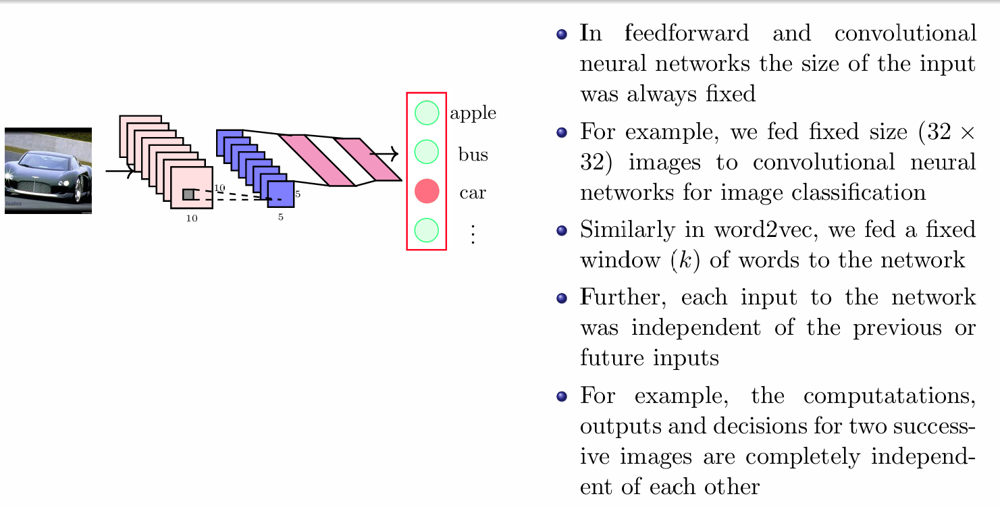 apple
bus
car
⋮
10
10
5
5
In feedforward and convolutional
neural networks the size of the input
was always fixed
For example, we fed fixed size (32 ×
32) images to convolutional neural
networks for image classification
Similarly in word2vec, we fed a fixed
window (k) of words to the network
Further, each input to the network
was independent of the previous or
future inputs
For example, the computatations,
outputs and decisions for two success-
ive images are completely independ-
ent of each other